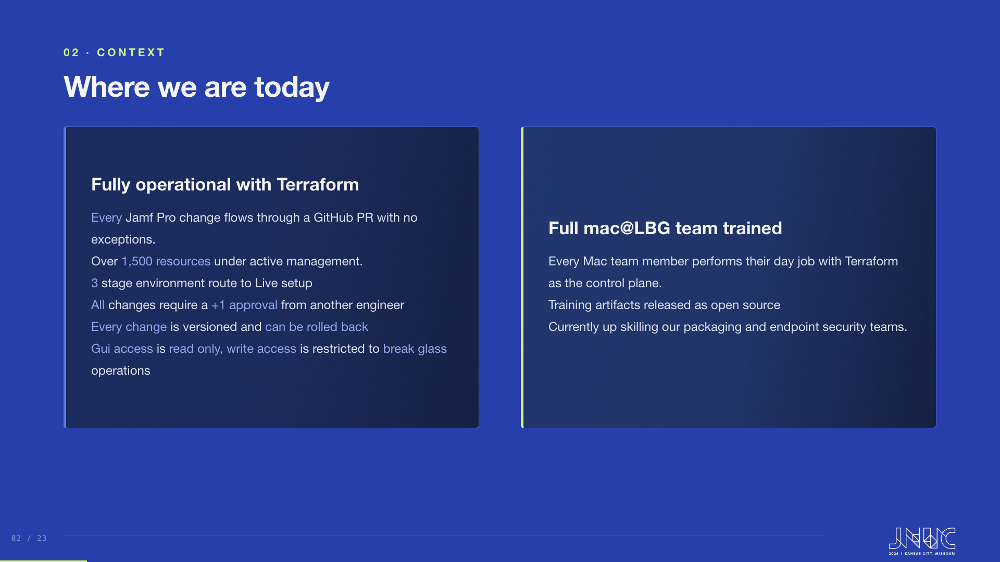 02 · CONTEXT
Where we are today
Fully operational with Terraform
Every Jamf Pro change flows through a GitHub PR with no
exceptions.
Over 1,500 resources under active management.
3 stage environment route to Live setup
All changes require a +1 approval from another engineer
Every change is versioned and can be rolled back
Gui access is read only, write access is restricted to break glass
operations
Full mac@LBG team trained
Every Mac team member performs their day job with Terraform
as the control plane.
Training artifacts released as open source
Currently up skilling our packaging and endpoint security teams.
02 / 23
JNUC
2026 | KANSAS CITY, MISSOURI